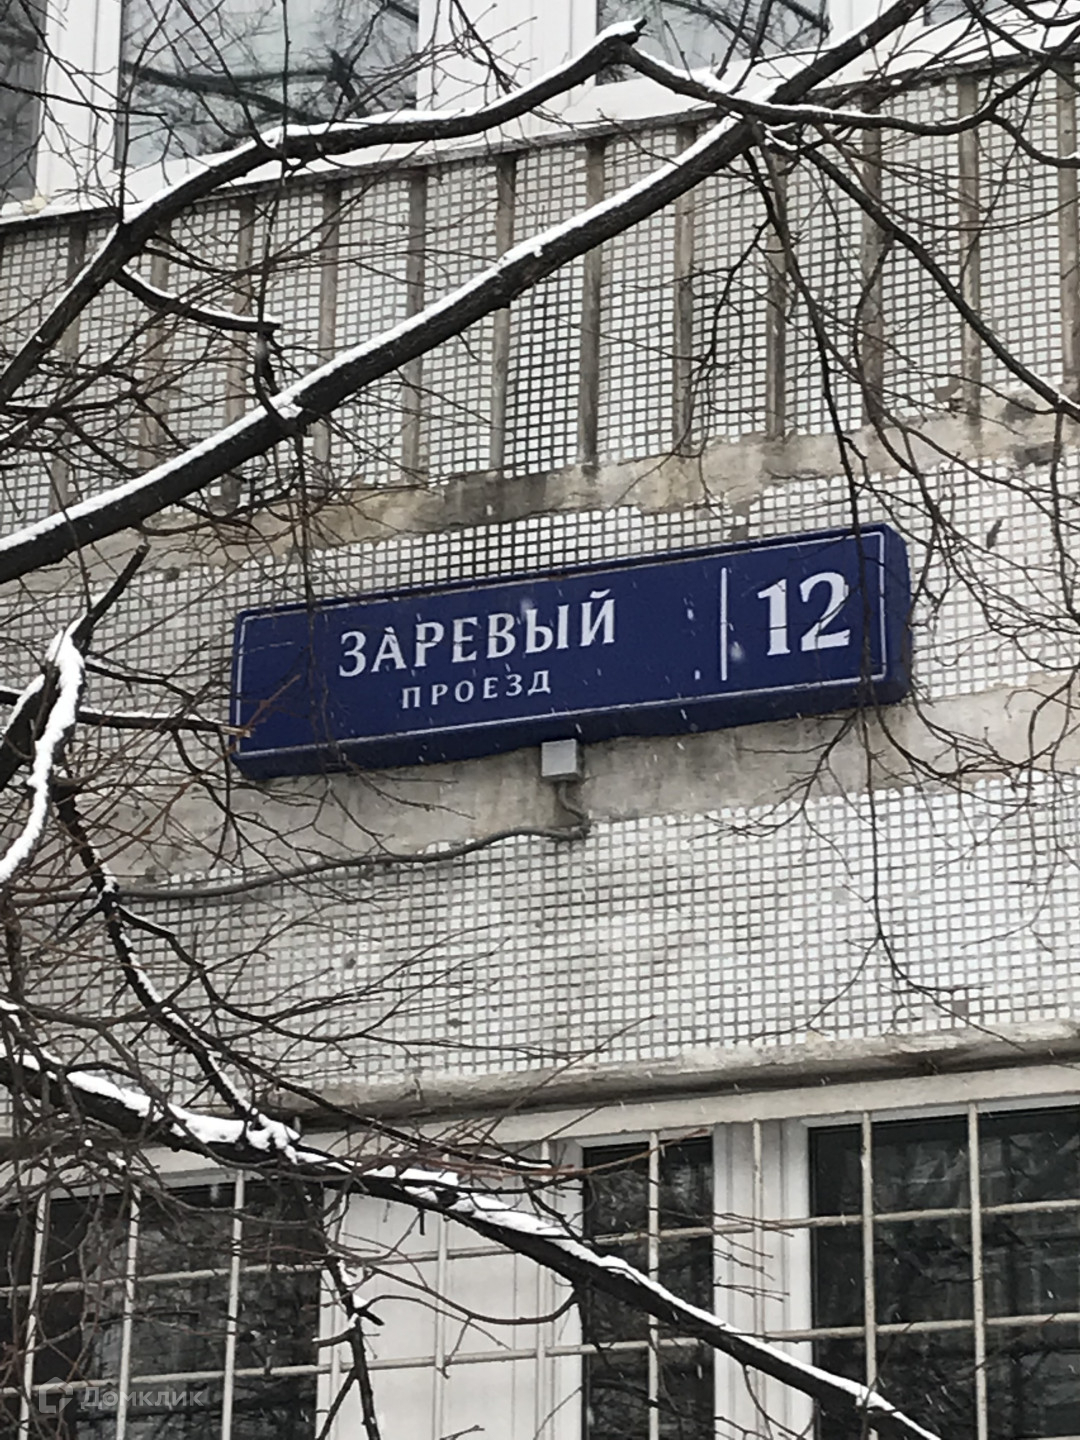 ЗАРЕВЫЙ
ПРОЕЗД
12
Домклик